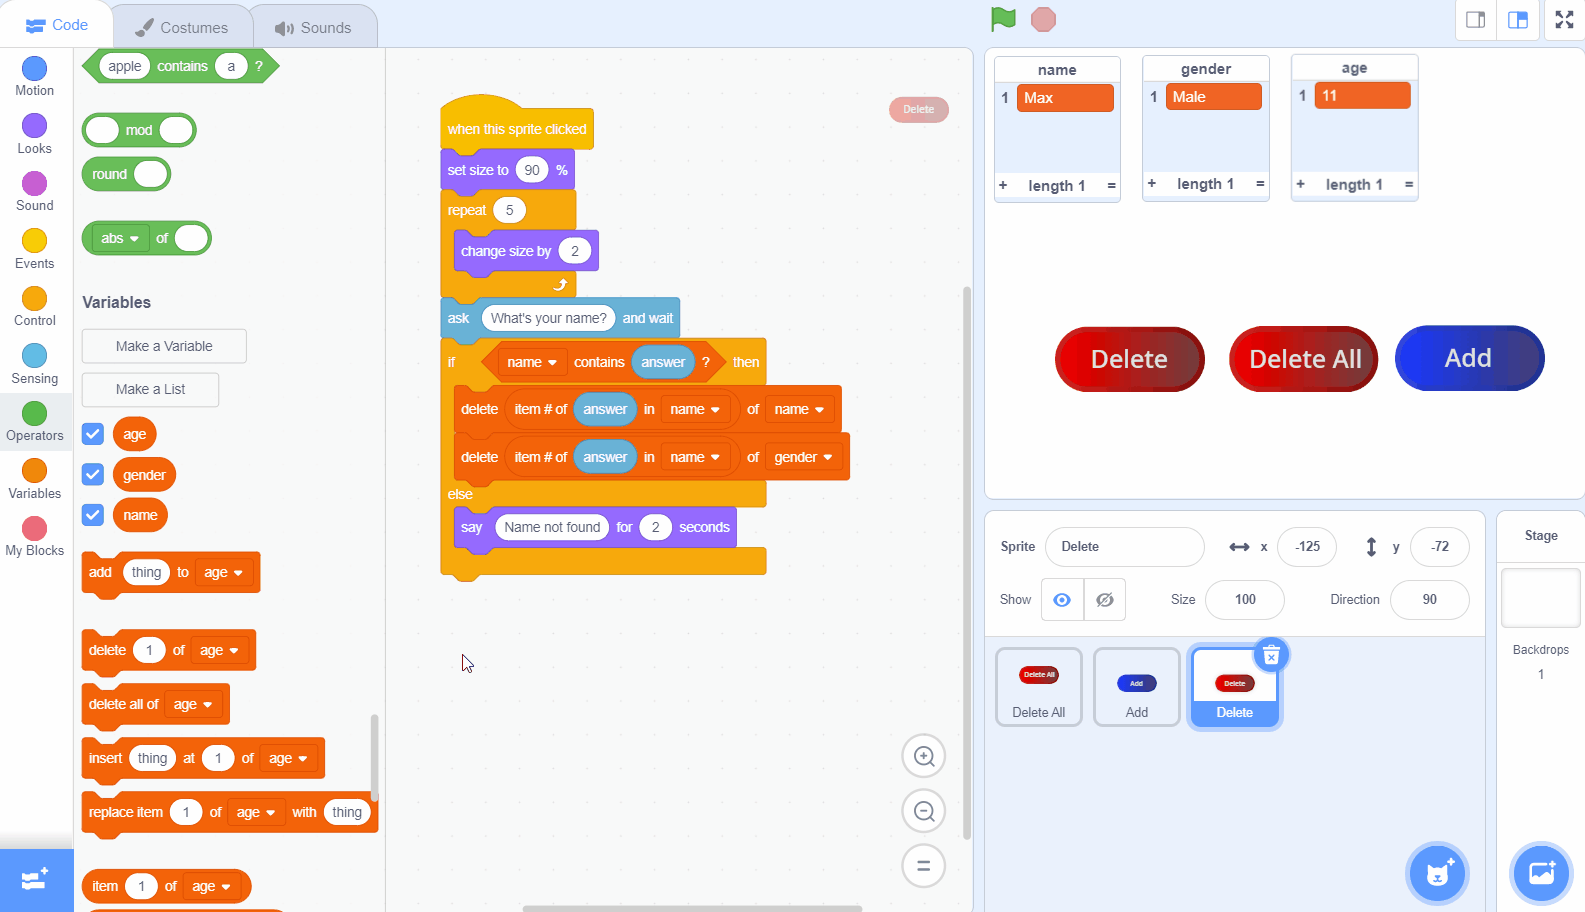 Code
Costumes
Sounds
Motion
Looks
Sound
Events
Control
Sensing
Operators
Variables
My Blocks
apple contains a ?
mod
round
abs of
Variables
Make a Variable
Make a List
age
gender
name
add thing to age
delete 1 of age
delete all of age
insert thing at 1 of age
replace item 1 of age with thing
item 1 of age
Delete
when this sprite clicked
set size to 90 %
repeat 5
change size by 2
ask What's your name? and wait
if name contains answer ? then
delete item # of answer in name of name
delete item # of answer in name of gender
else
say Name not found for 2 seconds
name
1 Max
+ length 1 =
gender
1 Male
+ length 1 =
age
1 11
+ length 1 =
Delete
Delete All
Add
Sprite Delete x -125 y -72
Show Size 100 Direction 90
Delete All
Delete All
Add
Add
Delete
Delete
Stage
Backdrops
1